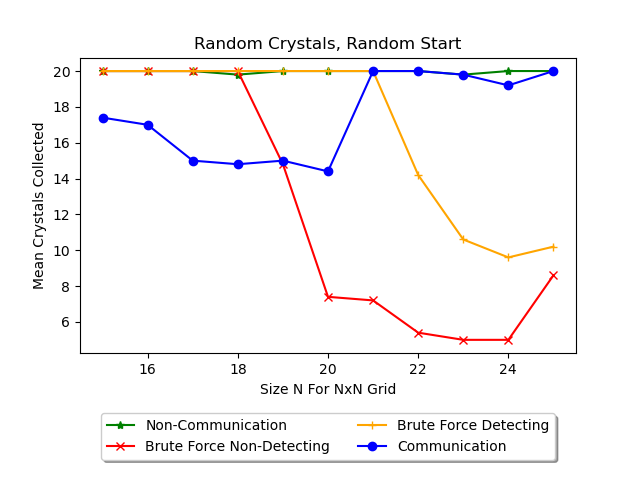 Random Crystals, Random Start
Mean Crystals Collected
20
18
16
14
12
10
8
6
16 18 20 22 24
Size N For NxN Grid
Non-Communication Brute Force Detecting
Brute Force Non-Detecting Communication